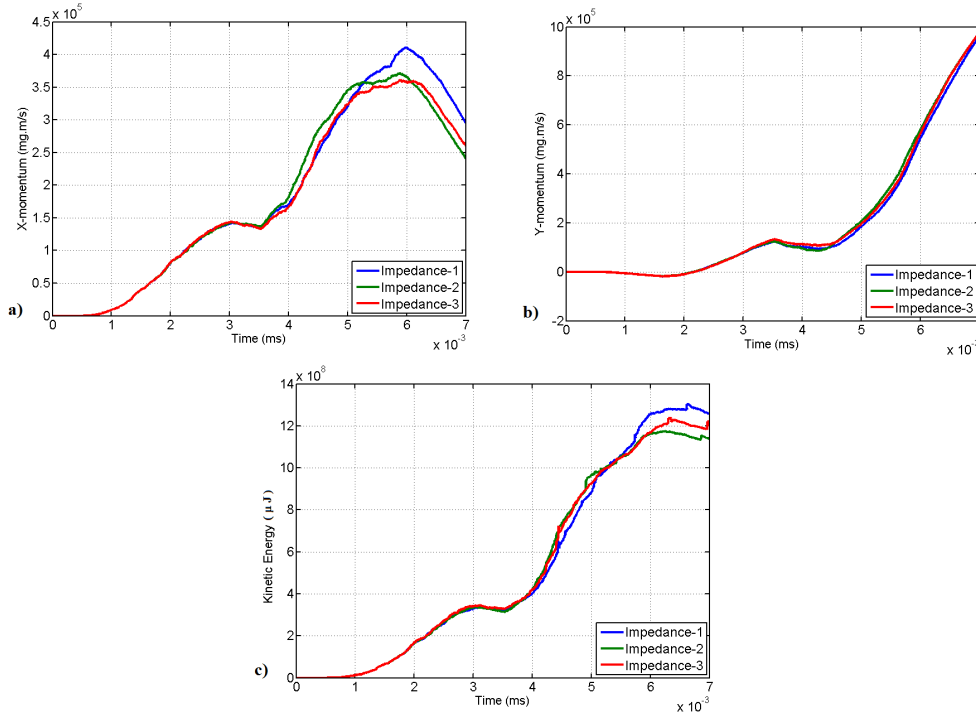 x 10^5
4.5
4
3.5
3
2.5
2
1.5
1
0.5
0
X-momentum (mg.m/s)
Impedance-1
Impedance-2
Impedance-3
a)
0 1 2 3 4 5 6 7
Time (ms)
x 10^-3
x 10^5
10
8
6
4
2
0
-2
Y-momentum (mg.m/s)
Impedance-1
Impedance-2
Impedance-3
b)
0 1 2 3 4 5 6 7
Time (ms)
x 10^-3
x 10^8
14
12
10
8
6
4
2
0
Kinetic Energy ( μJ )
Impedance-1
Impedance-2
Impedance-3
c)
0 1 2 3 4 5 6 7
Time (ms)
x 10^-3